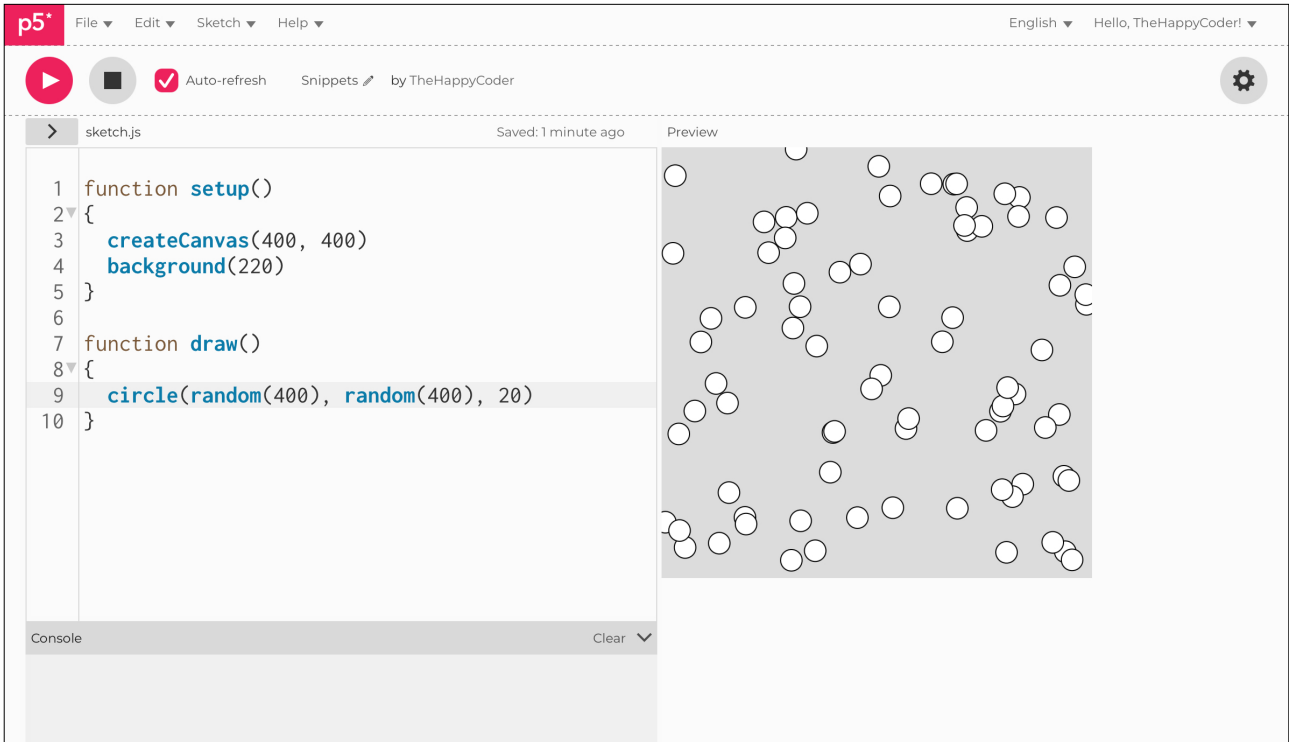 p5* File Edit Sketch Help English Hello, TheHappyCoder!
Auto-refresh Snippets by TheHappyCoder
sketch.js Saved: 1 minute ago Preview
1 function setup()
2 {
3 createCanvas(400, 400)
4 background(220)
5 }
6
7 function draw()
8 {
9 circle(random(400), random(400), 20)
10 }
Console Clear